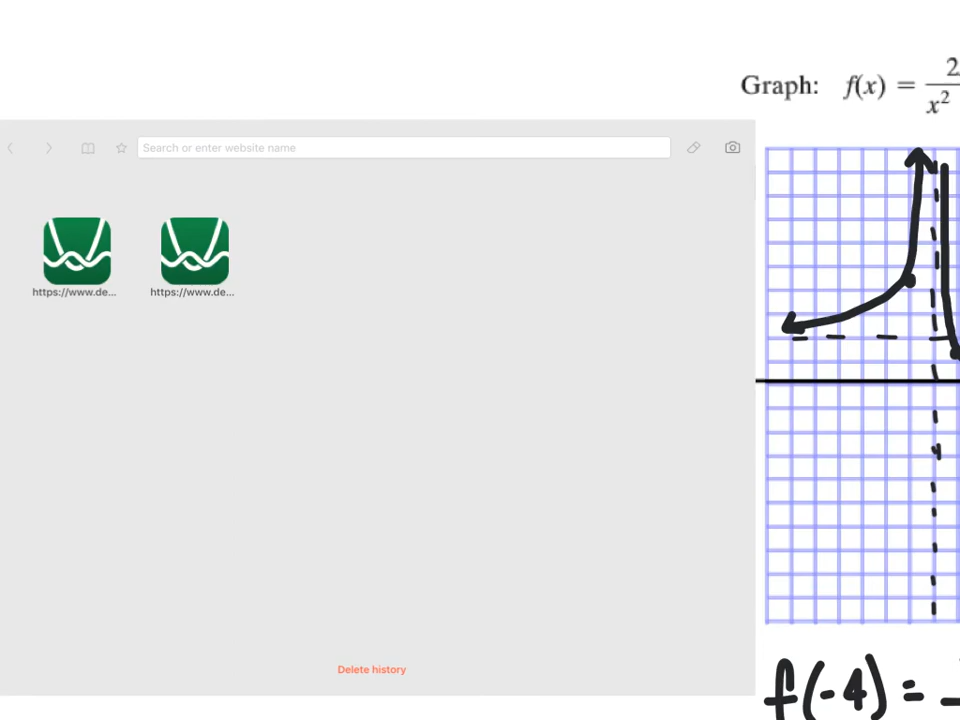 Graph: f(x) = 2
x²
Search or enter website name
https://www.de... https://www.de...
Delete history
f(-4) =